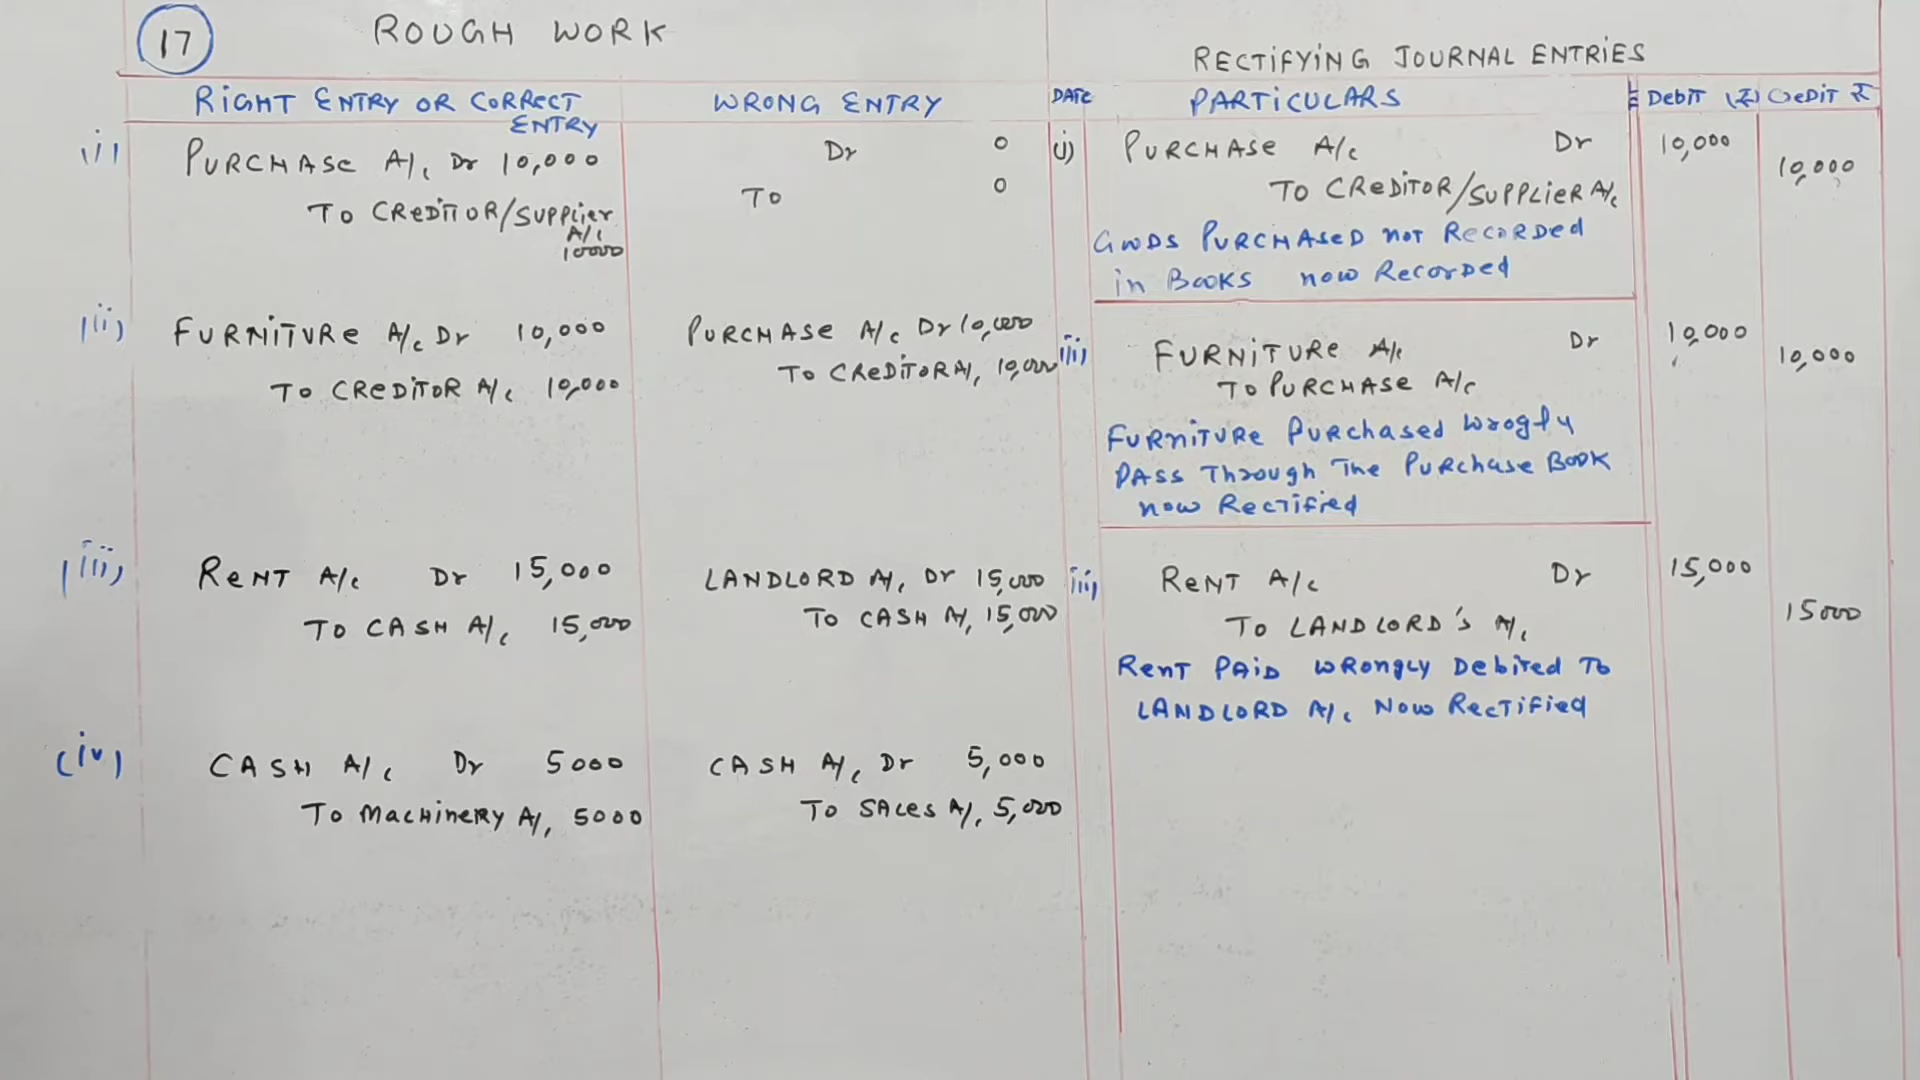 17 ROUGH WORK
RECTIFYING JOURNAL ENTRIES
RIGHT ENTRY OR CORRECT ENTRY
WRONG ENTRY
DATE PARTICULARS Debit (₹) CreDiT ₹
(i) PURCHASE A/c Dr 10,000
TO CREDITOR/SUPPLier A/c 10000
Dr 0
TO 0
(i) PURCHASE A/c Dr 10,000
TO CREDITOR/SUPPLIER A/c 10,000
GOODS PURCHASED NOT RECORDED
in BOOKS now Recorded
(ii) FURNITURE A/c Dr 10,000
TO CREDITOR A/c 10,000
PURCHASE A/c Dr 10,000
TO CREDITOR A/c 10,000
(ii) FURNITURE A/c Dr 10,000
TO PURCHASE A/c 10,000
FURNITURE PURCHASED Wrogly
PASS Through The PURCHASE BOOK
now Rectified
(iii) RENT A/c Dr 15,000
TO CASH A/c 15,000
LANDLORD A/c Dr 15,000
TO CASH A/c 15,000
(iii) RENT A/c Dr 15,000
TO LANDLORD'S A/c 15000
RENT PAID WRONGLY Debited To
LANDLORD A/c Now Rectified
(iv) CASH A/c Dr 5000
TO MACHINERY A/c 5000
CASH A/c Dr 5,000
TO SALES A/c 5,000